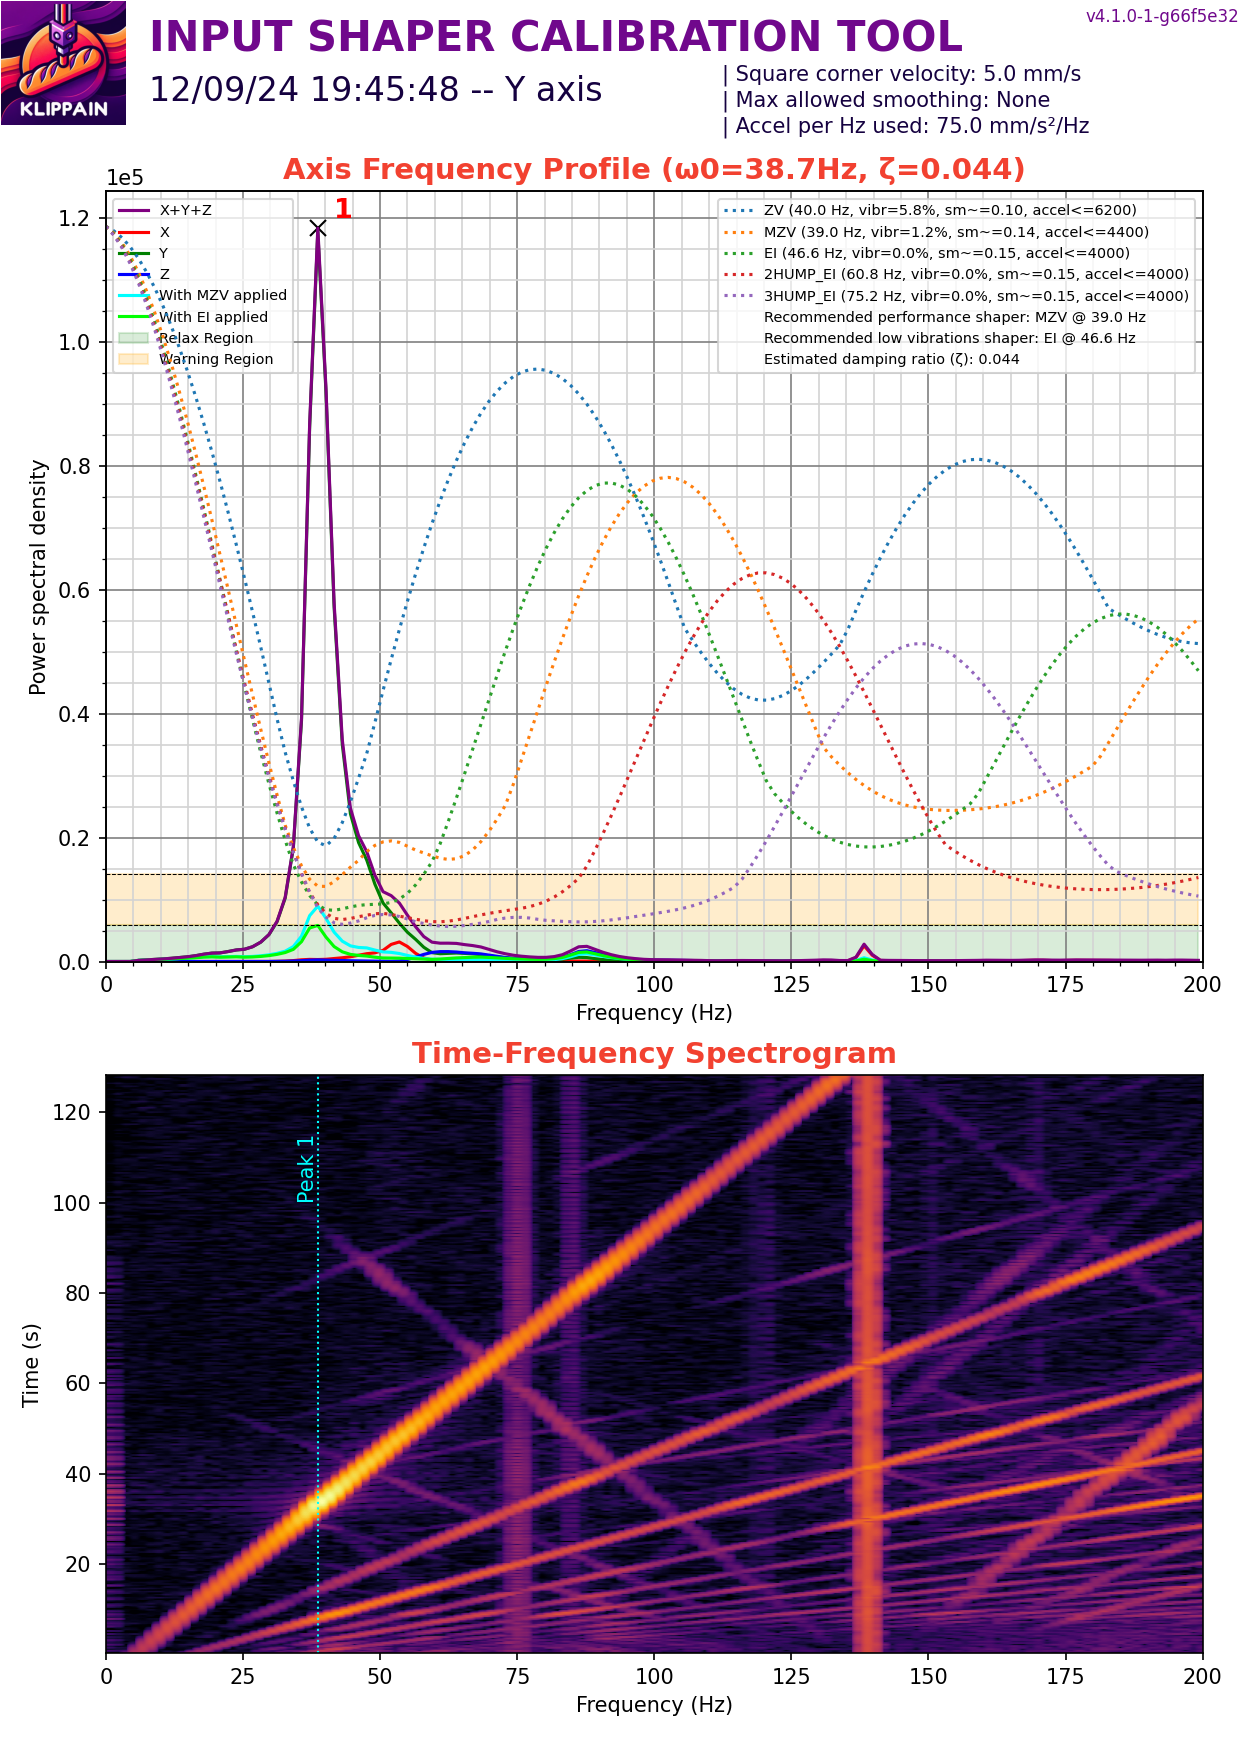 v4.1.0-1-g66f5e32
INPUT SHAPER CALIBRATION TOOL
12/09/24 19:45:48 -- Y axis
| Square corner velocity: 5.0 mm/s
| Max allowed smoothing: None
| Accel per Hz used: 75.0 mm/s²/Hz
KLIPPAIN
Axis Frequency Profile (ω0=38.7Hz, ζ=0.044)
1e5
1
X+Y+Z
X
Y
Z
With MZV applied
With EI applied
Relax Region
Warning Region
ZV (40.0 Hz, vibr=5.8%, sm~=0.10, accel<=6200)
MZV (39.0 Hz, vibr=1.2%, sm~=0.14, accel<=4400)
EI (46.6 Hz, vibr=0.0%, sm~=0.15, accel<=4000)
2HUMP_EI (60.8 Hz, vibr=0.0%, sm~=0.15, accel<=4000)
3HUMP_EI (75.2 Hz, vibr=0.0%, sm~=0.15, accel<=4000)
Recommended performance shaper: MZV @ 39.0 Hz
Recommended low vibrations shaper: EI @ 46.6 Hz
Estimated damping ratio (ζ): 0.044
Power spectral density
1.2
1.0
0.8
0.6
0.4
0.2
0.0
0 25 50 75 100 125 150 175 200
Frequency (Hz)
Time-Frequency Spectrogram
Peak 1
Time (s)
120
100
80
60
40
20
0 25 50 75 100 125 150 175 200
Frequency (Hz)